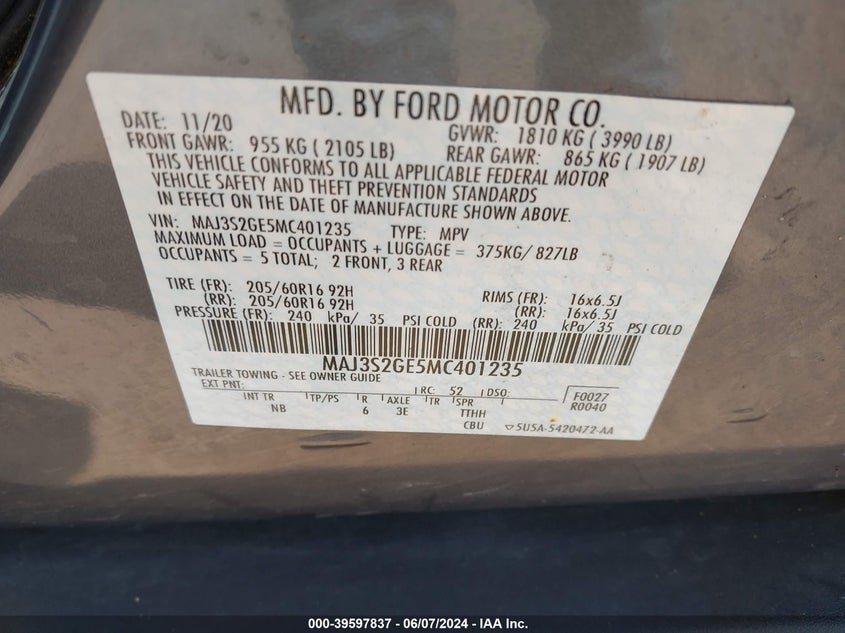 MFD. BY FORD MOTOR CO.
DATE: 11/20 GVWR: 1810 KG ( 3990 LB)
FRONT GAWR: 955 KG ( 2105 LB) REAR GAWR: 865 KG ( 1907 LB)
THIS VEHICLE CONFORMS TO ALL APPLICABLE FEDERAL MOTOR
VEHICLE SAFETY AND THEFT PREVENTION STANDARDS
IN EFFECT ON THE DATE OF MANUFACTURE SHOWN ABOVE.
VIN: MAJ3S2GE5MC401235 TYPE: MPV
MAXIMUM LOAD = OCCUPANTS + LUGGAGE = 375KG/ 827LB
OCCUPANTS = 5 TOTAL; 2 FRONT, 3 REAR
TIRE (FR): 205/60R16 92H RIMS (FR): 16x6.5J
(RR): 205/60R16 92H (RR): 16x6.5J
PRESSURE (FR): 240 kPa/ 35 PSI COLD (RR): 240 kPa/ 35 PSI COLD
MAJ3S2GE5MC401235
TRAILER TOWING - SEE OWNER GUIDE
EXT PNT: RC: 52 DSO: F0027
INT TR TP/PS R AXLE TR SPR R0040
NB 6 3E TTHH
CBU 5U5A-5420472-AA
000-39597837 - 06/07/2024 - IAA Inc.